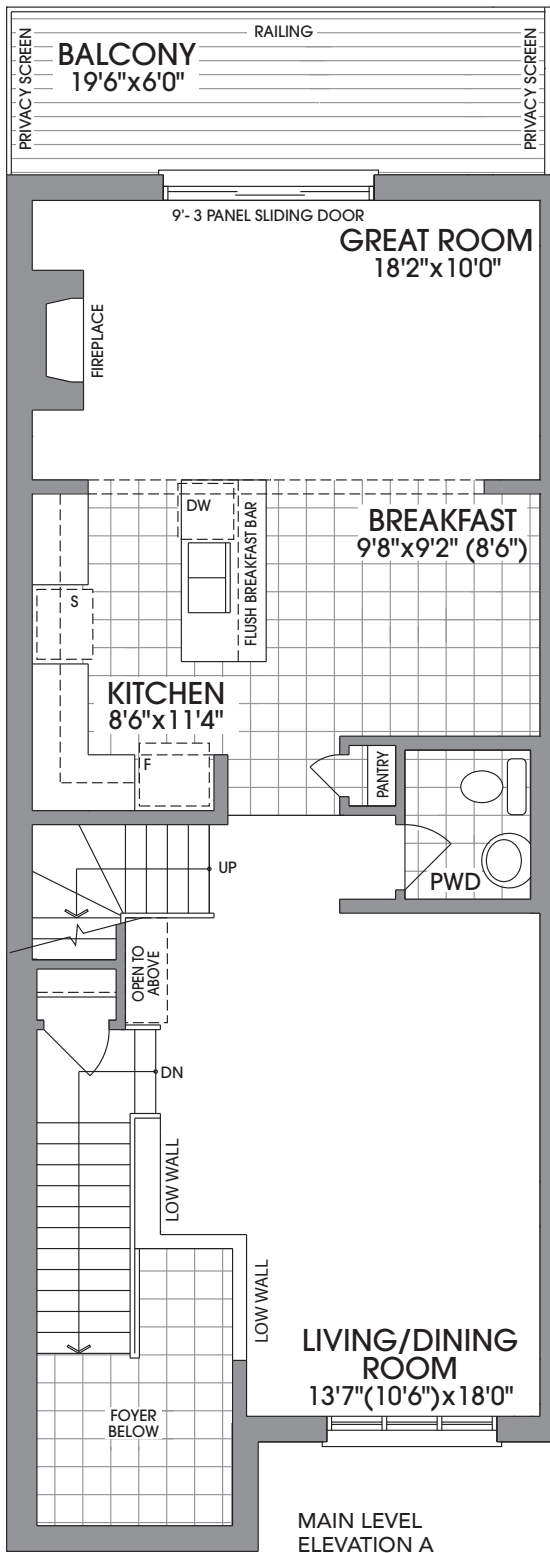 RAILING
PRIVACY SCREEN
BALCONY
19'6"x6'0"
PRIVACY SCREEN
9'- 3 PANEL SLIDING DOOR
GREAT ROOM
18'2"x10'0"
FIREPLACE
DW
FLUSH BREAKFAST BAR
BREAKFAST
9'8"x9'2" (8'6")
S
KITCHEN
8'6"x11'4"
F
PANTRY
UP
PWD
OPEN TO
ABOVE
DN
LOW WALL
LOW WALL
LIVING/DINING
ROOM
13'7"(10'6")x18'0"
FOYER
BELOW
MAIN LEVEL
ELEVATION A